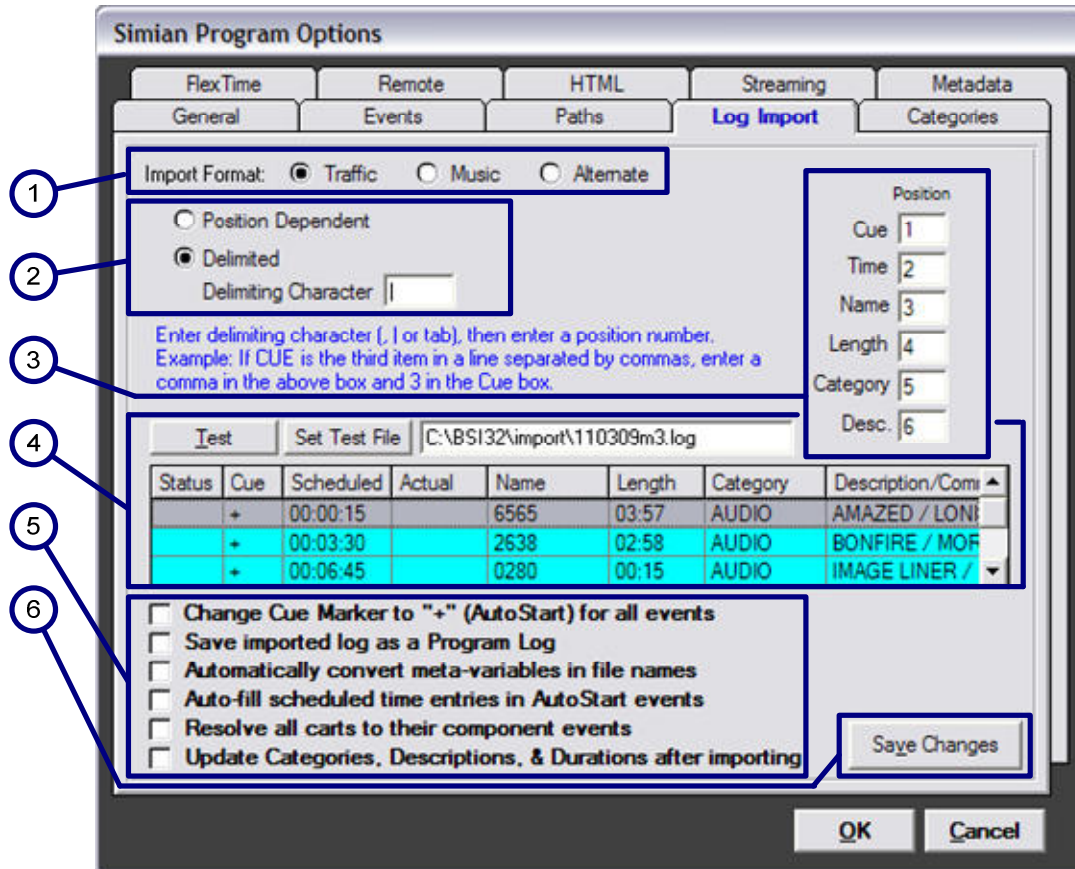 Simian Program Options
FlexTime Remote HTML Streaming Metadata
General Events Paths Log Import Categories
1
Import Format: Traffic Music Alternate
2
Position Dependent
Delimited
Delimiting Character |
Position
Cue 1
Time 2
Name 3
Length 4
Category 5
Desc. 6
3
Enter delimiting character (, | or tab), then enter a position number.
Example: If CUE is the third item in a line separated by commas, enter a
comma in the above box and 3 in the Cue box.
4
Test Set Test File C:\BSI32\import\110309m3.log
Status Cue Scheduled Actual Name Length Category Description/Comm
+ 00:00:15 6565 03:57 AUDIO AMAZED / LONE
+ 00:03:30 2638 02:58 AUDIO BONFIRE / MOR
+ 00:06:45 0280 00:15 AUDIO IMAGE LINER /
5
Change Cue Marker to "+" (AutoStart) for all events
Save imported log as a Program Log
Automatically convert meta-variables in file names
Auto-fill scheduled time entries in AutoStart events
Resolve all carts to their component events
Update Categories, Descriptions, & Durations after importing
6
Save Changes
OK Cancel